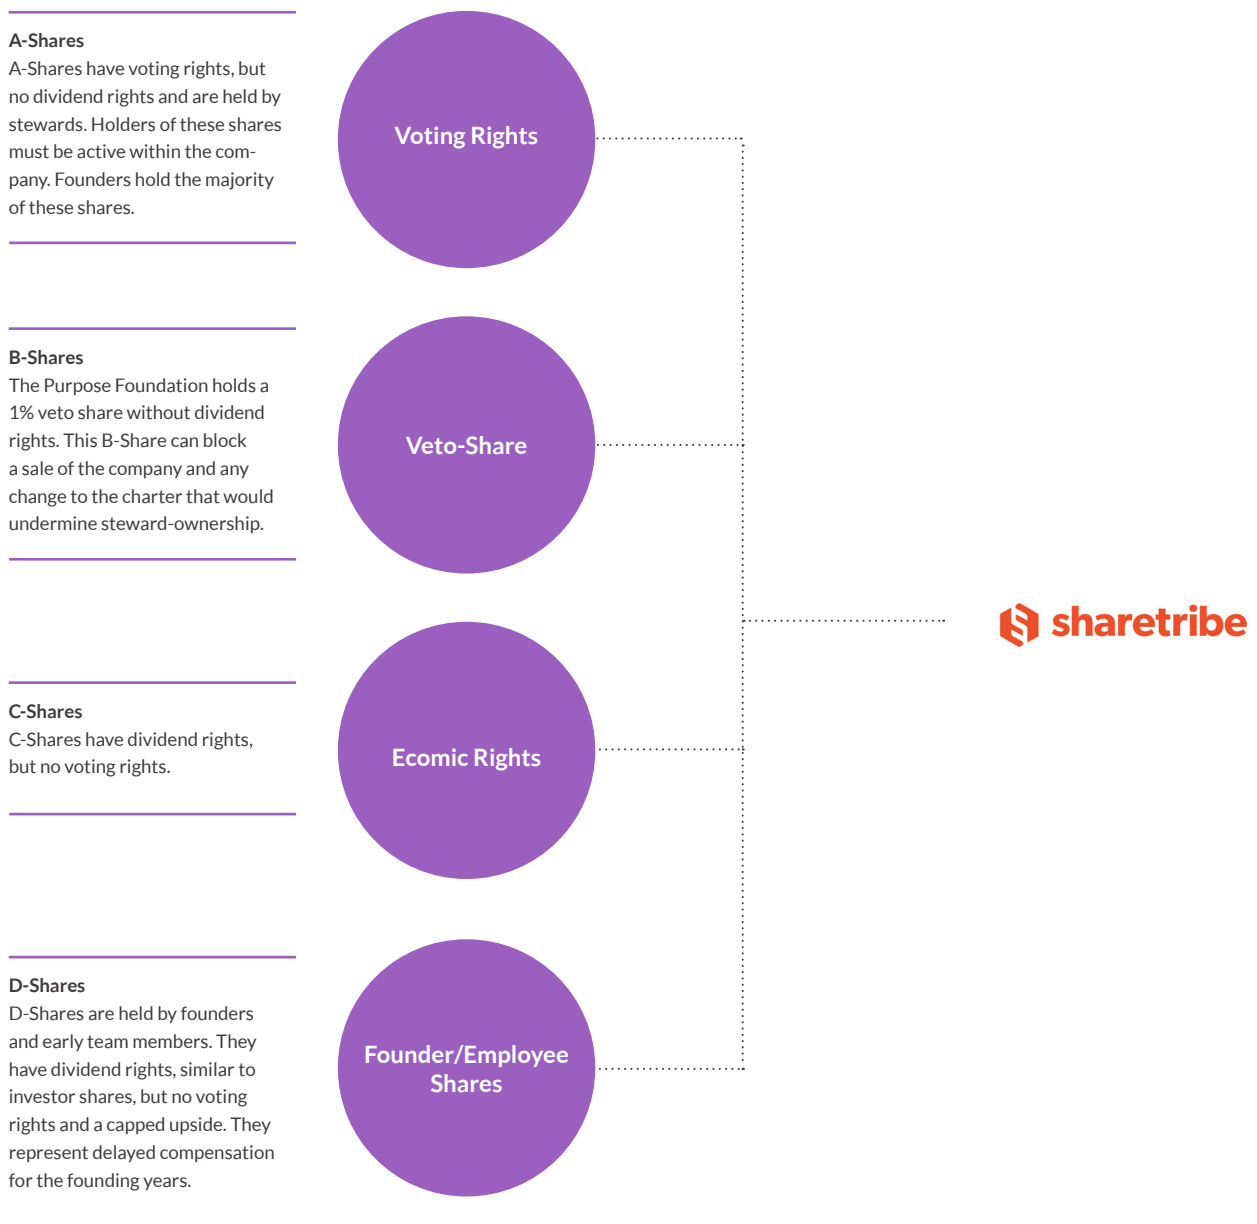 A-Shares
A-Shares have voting rights, but
no dividend rights and are held by
stewards. Holders of these shares
must be active within the com-
pany. Founders hold the majority
of these shares.
Voting Rights
B-Shares
The Purpose Foundation holds a
1% veto share without dividend
rights. This B-Share can block
a sale of the company and any
change to the charter that would
undermine steward-ownership.
Veto-Share
sharetribe
C-Shares
C-Shares have dividend rights,
but no voting rights.
Ecomic Rights
D-Shares
D-Shares are held by founders
and early team members. They
have dividend rights, similar to
investor shares, but no voting
rights and a capped upside. They
represent delayed compensation
for the founding years.
Founder/Employee
Shares